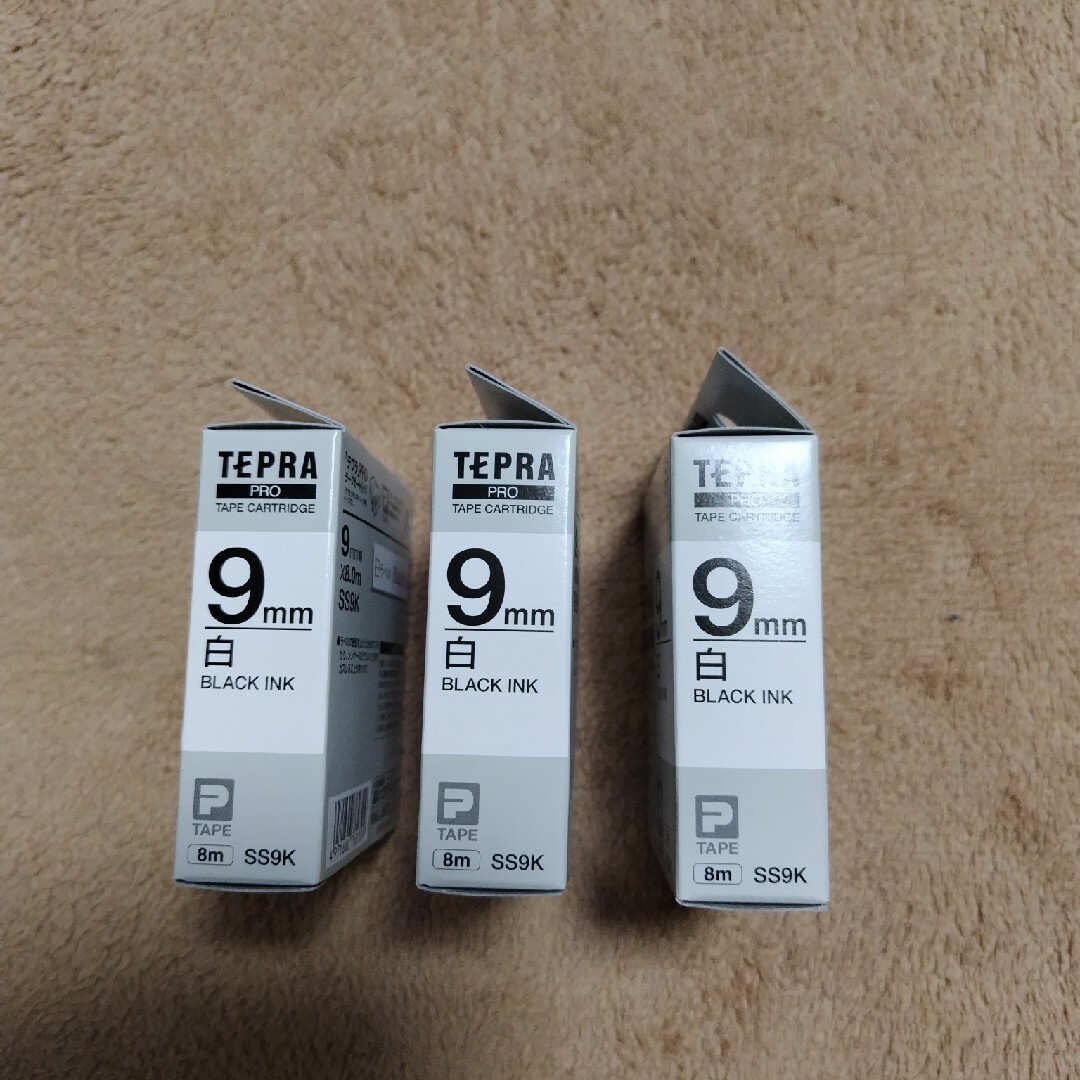 TEPRA
PRO
TAPE CARTRIDGE
9mm
白
BLACK INK
TAPE
8m SS9K
9mm
X8.0m
SS9K
TEPRA
PRO
TAPE CARTRIDGE
9mm
白
BLACK INK
TAPE
8m SS9K
TEPRA
PRO
TAPE CARTRIDGE
9mm
白
BLACK INK
TAPE
8m SS9K